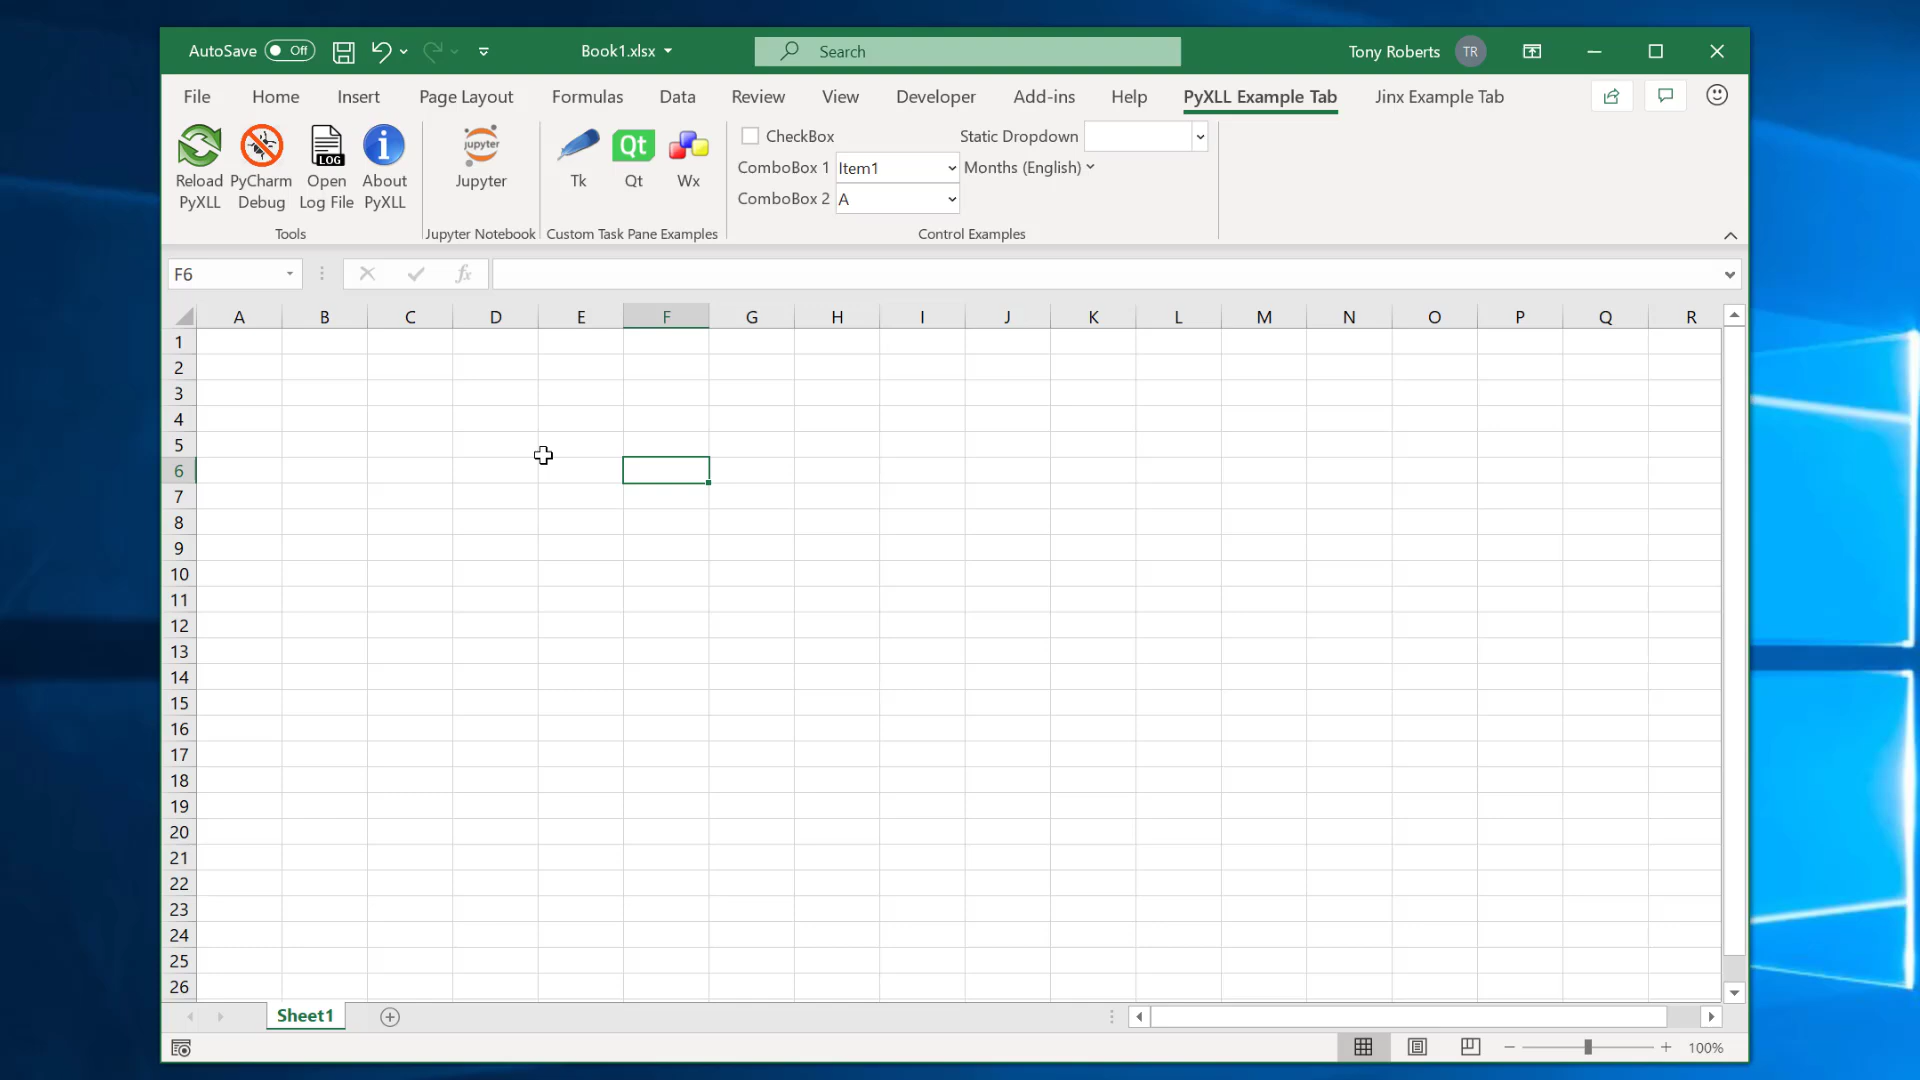 AutoSave Off Book1.xlsx Search Tony Roberts TR
File Home Insert Page Layout Formulas Data Review View Developer Add-ins Help PyXLL Example Tab Jinx Example Tab
Reload PyXLL
PyCharm Debug
LOG
Open Log File
About PyXLL
Tools
jupyter
Jupyter
Jupyter Notebook
Tk
Qt
Qt
Wx
Custom Task Pane Examples
CheckBox
ComboBox 1 Item1
ComboBox 2 A
Static Dropdown
Months (English)
Control Examples
F6 fx
A B C D E F G H I J K L M N O P Q R
1
2
3
4
5
6
7
8
9
10
11
12
13
14
15
16
17
18
19
20
21
22
23
24
25
26
Sheet1
100%